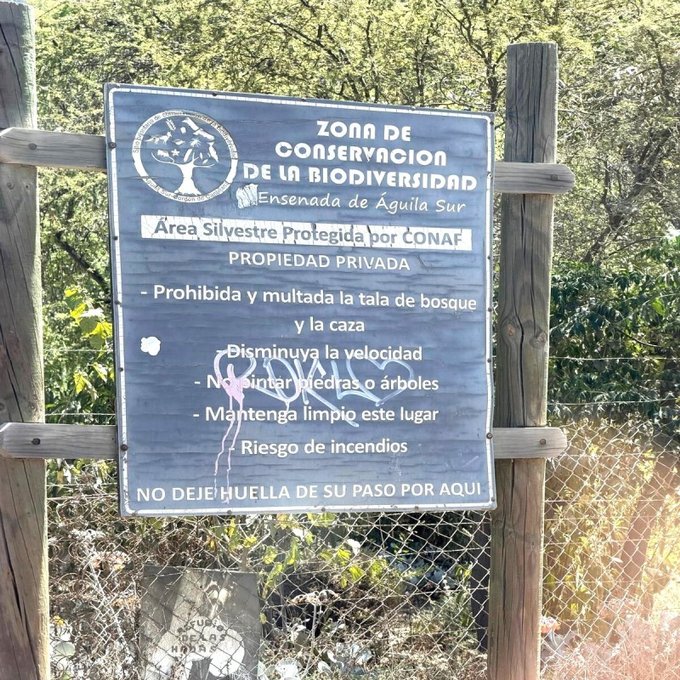 ZONA DE
CONSERVACION
DE LA BIODIVERSIDAD
Ensenada de Águila Sur
Área Silvestre Protegida por CONAF
PROPIEDAD PRIVADA
- Prohibida y multada la tala de bosque
y la caza
Disminuya la velocidad
- No pintar piedras o árboles
- Mantenga limpio este lugar
- Riesgo de incendios
NO DEJE HUELLA DE SU PASO POR AQUI
DE LAS